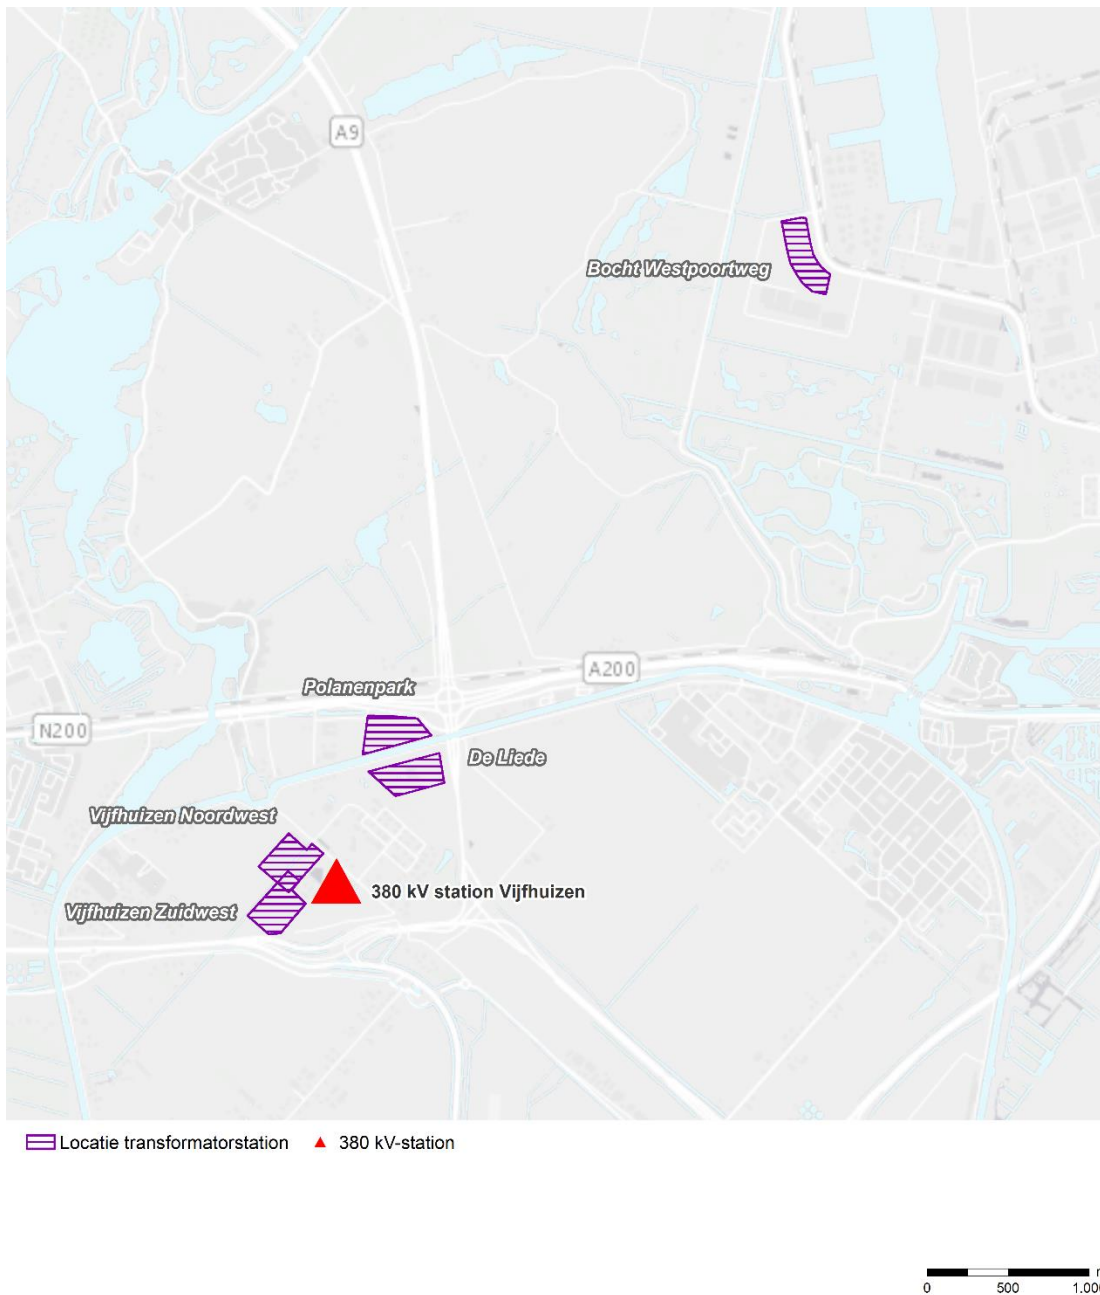 A9
Bocht Westpoortweg
A200
Polanenpark
N200
De Liede
Vijfhuizen Noordwest
380 kV station Vijfhuizen
Vijfhuizen Zuidwest
Locatie transformatorstation
380 kV-station
0 500